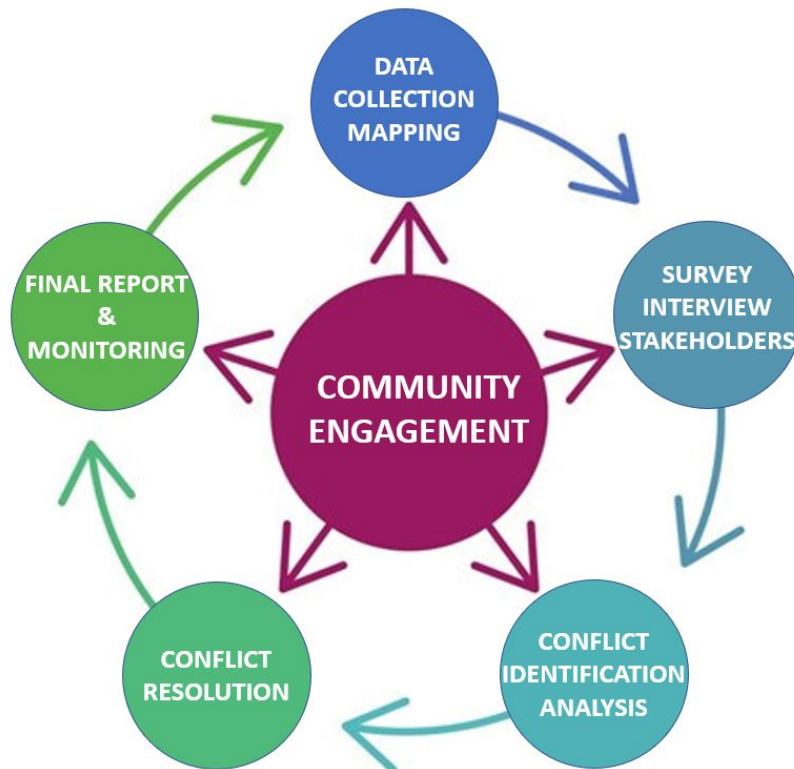 DATA
COLLECTION
MAPPING
SURVEY
INTERVIEW
STAKEHOLDERS
CONFLICT
IDENTIFICATION
ANALYSIS
CONFLICT
RESOLUTION
FINAL REPORT
&
MONITORING
COMMUNITY
ENGAGEMENT